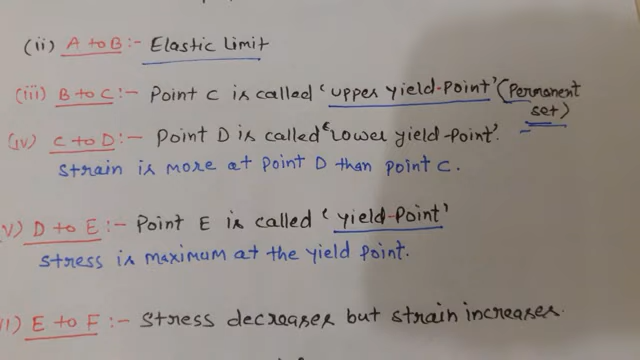 (ii) A to B:- Elastic Limit
(iii) B to C:- Point C is called 'upper yield-Point' (Permanent set)
(iv) C to D:- Point D is called 'Lower yield-Point'.
Strain is more at point D than point C.
V) D to E:- Point E is called 'yield-Point'
Stress is maximum at the yield point.
VI) E to F:- Stress decreases but strain increases.